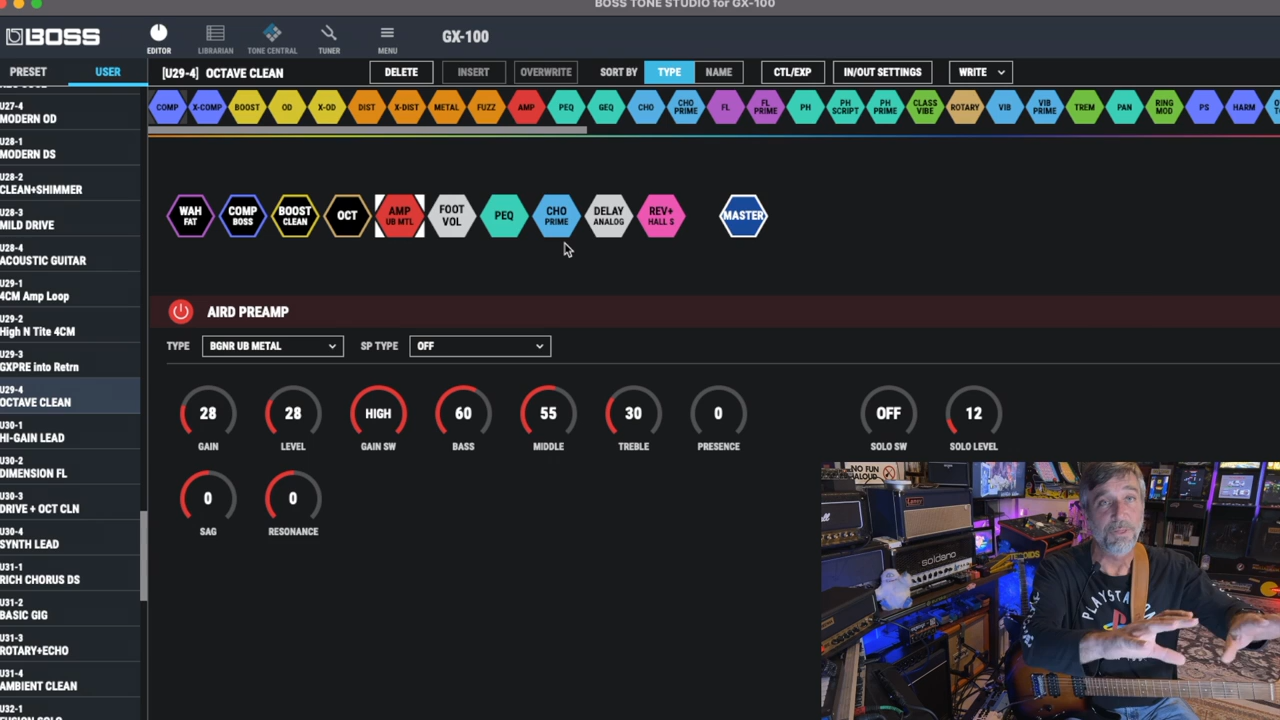 BOSS TONE STUDIO for GX-100
BOSS
EDITOR
LIBRARIAN
TONE CENTRAL
TUNER
MENU
GX-100
PRESET
USER
[U29-4] OCTAVE CLEAN
DELETE
INSERT
OVERWRITE
SORT BY
TYPE
NAME
CTL/EXP
IN/OUT SETTINGS
WRITE
COMP
X-COMP
BOOST
OD
X-OD
DIST
X-DIST
METAL
FUZZ
AMP
PEQ
GEQ
CHO
CHO
PRIME
FL
FL
PRIME
PH
PH
SCRIPT
PH
PRIME
CLASS
VIBE
ROTARY
VIB
VIB
PRIME
TREM
PAN
RING
MOD
PS
HARM
U27-4
MODERN OD
U28-1
MODERN DS
U28-2
CLEAN+SHIMMER
U28-3
MILD DRIVE
U28-4
ACOUSTIC GUITAR
U29-1
4CM Amp Loop
U29-2
High N Tite 4CM
U29-3
GXPRE into Retrn
U29-4
OCTAVE CLEAN
U30-1
HI-GAIN LEAD
U30-2
DIMENSION FL
U30-3
DRIVE + OCT CLN
U30-4
SYNTH LEAD
U31-1
RICH CHORUS DS
U31-2
BASIC GIG
U31-3
ROTARY+ECHO
U31-4
AMBIENT CLEAN
U32-1
WAH
FAT
COMP
BOSS
BOOST
CLEAN
OCT
AMP
UB MTL
FOOT
VOL
PEQ
CHO
PRIME
DELAY
ANALOG
REV+
HALL S
MASTER
AIRD PREAMP
TYPE
BGNR UB METAL
SP TYPE
OFF
28
GAIN
28
LEVEL
HIGH
GAIN SW
60
BASS
55
MIDDLE
30
TREBLE
0
PRESENCE
OFF
SOLO SW
12
SOLO LEVEL
0
SAG
0
RESONANCE
NO FUN
soldano
PLAYSTATION